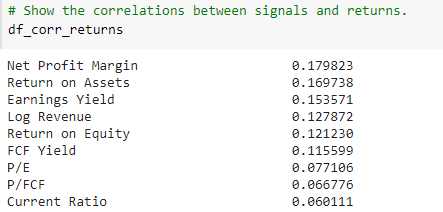 # Show the correlations between signals and returns.
df_corr_returns
Net Profit Margin 0.179823
Return on Assets 0.169738
Earnings Yield 0.153571
Log Revenue 0.127872
Return on Equity 0.121230
FCF Yield 0.115599
P/E 0.077106
P/FCF 0.066776
Current Ratio 0.060111